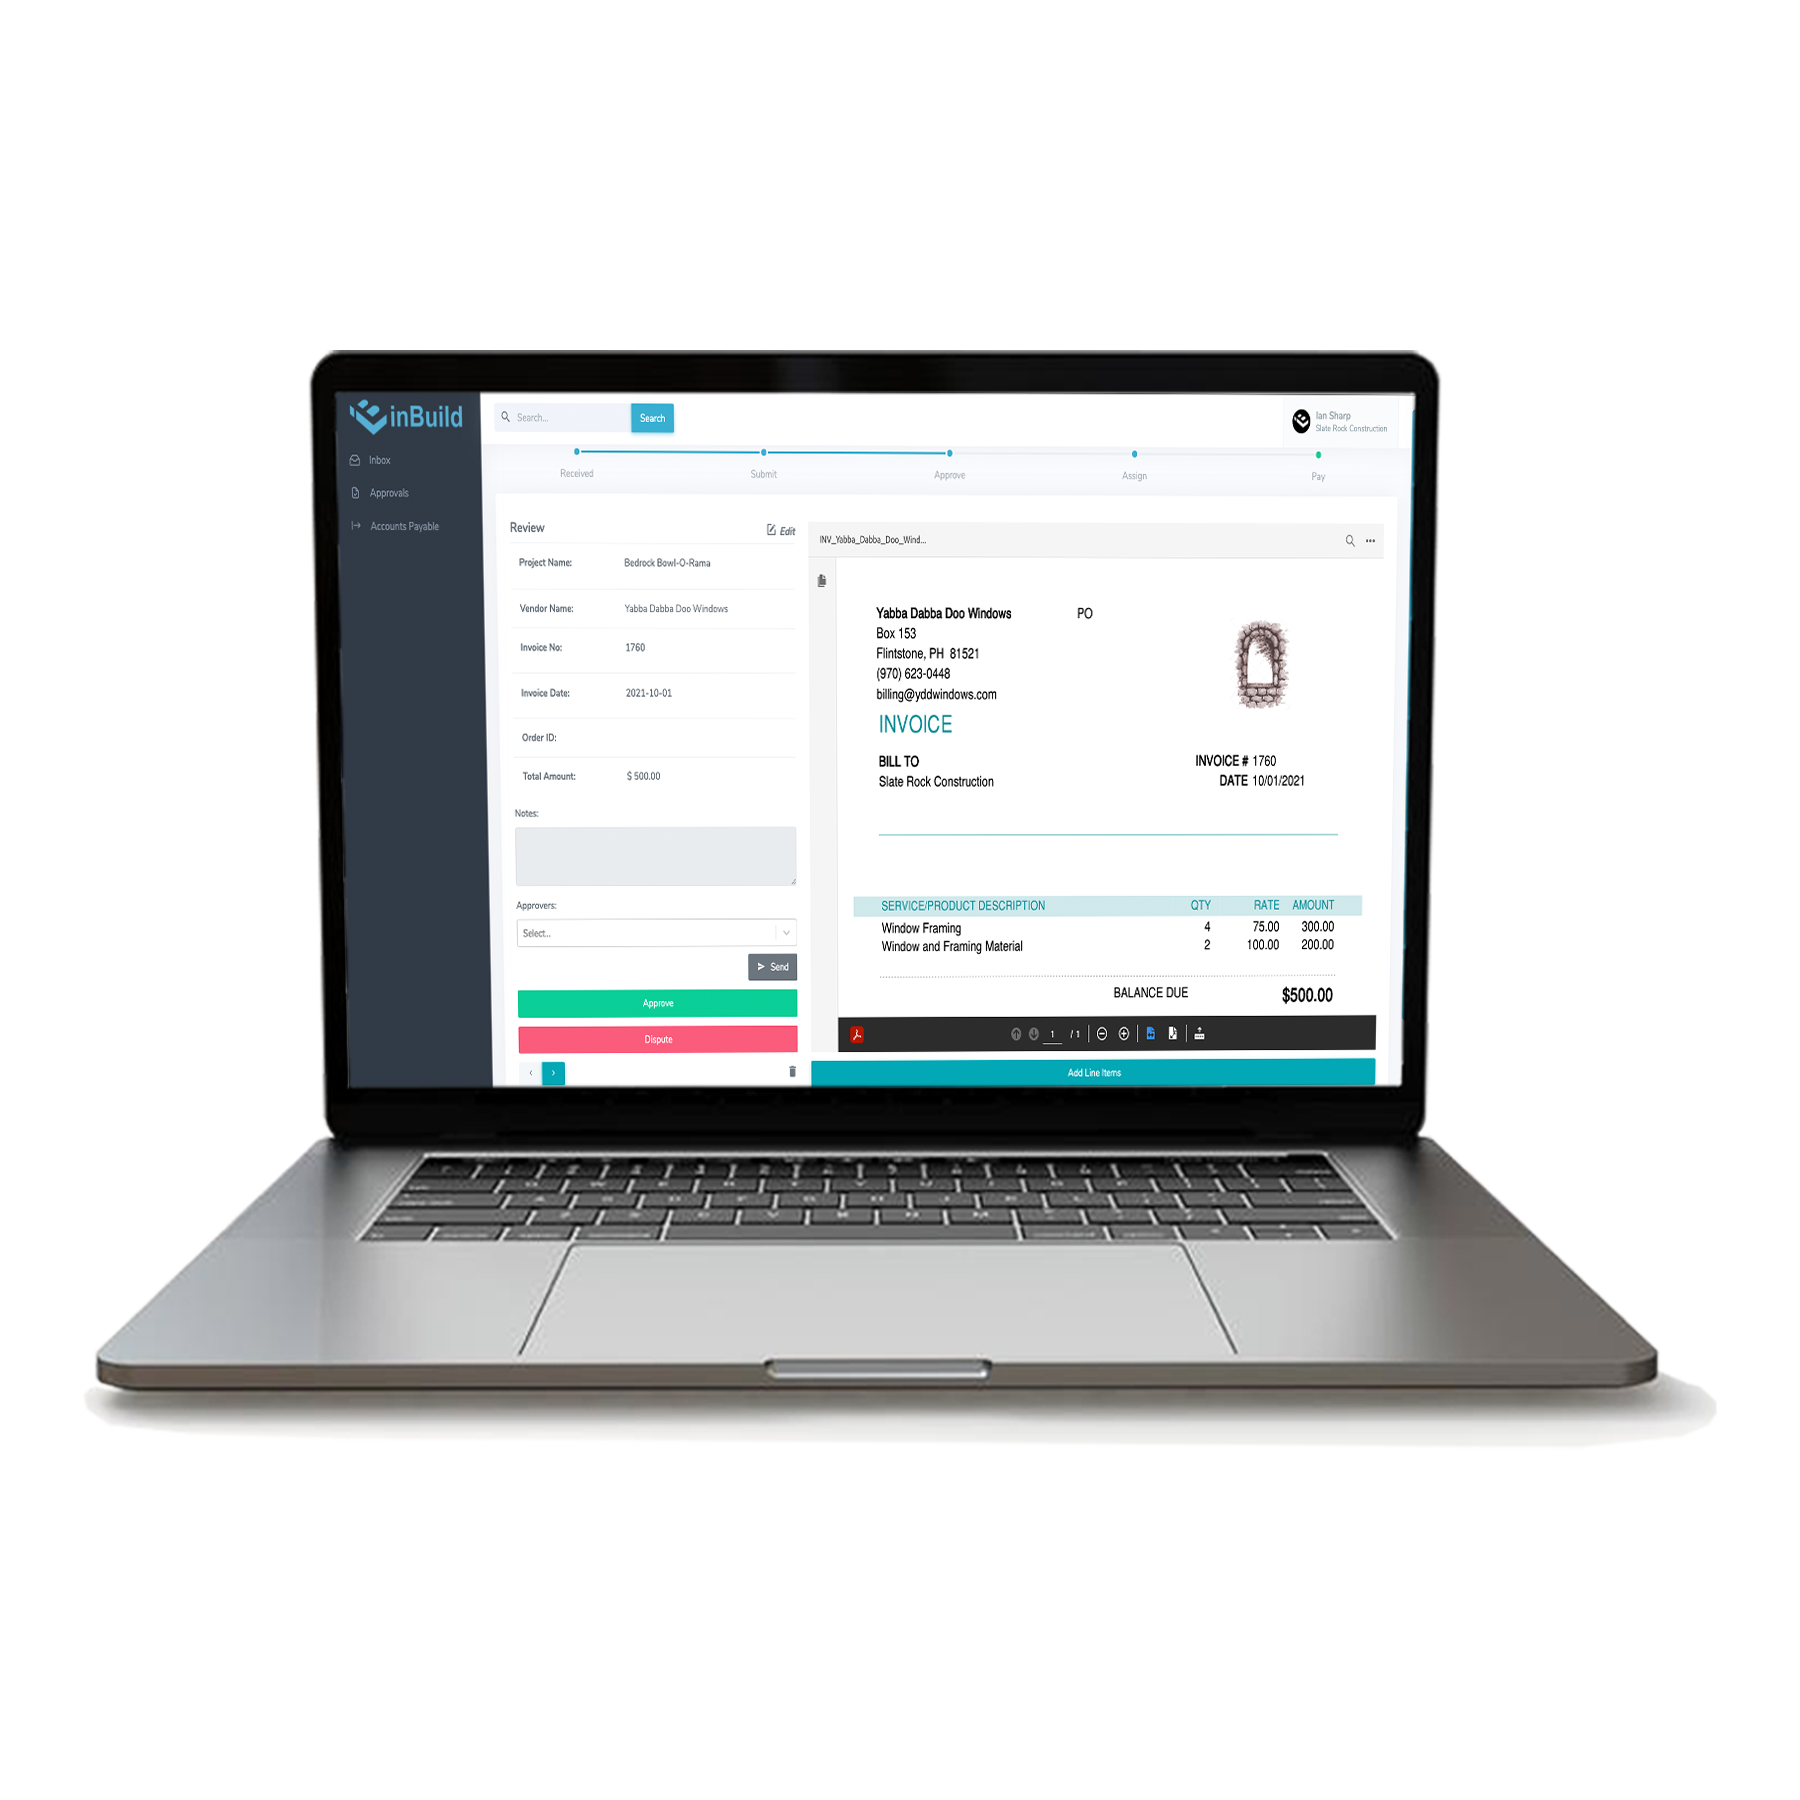 inBuild
Inbox
Approvals
Accounts Payable
Search...
Search
Ian Sharp
Slate Rock Construction
Received
Submit
Approve
Assign
Pay
Review
Edit
Project Name: Bedrock Bowl-O-Rama
Vendor Name: Yabba Dabba Doo Windows
Invoice No: 1760
Invoice Date: 2021-10-01
Order ID:
Total Amount: $ 500.00
Notes:
Approvers:
Select...
Send
Approve
Dispute
INV_Yabba_Dabba_Doo_Wind...
Yabba Dabba Doo Windows PO
Box 153
Flintstone, PH 81521
(970) 623-0448
billing@yddwindows.com
INVOICE
BILL TO
Slate Rock Construction
INVOICE # 1760
DATE 10/01/2021
SERVICE/PRODUCT DESCRIPTION QTY RATE AMOUNT
Window Framing 4 75.00 300.00
Window and Framing Material 2 100.00 200.00
BALANCE DUE $500.00
1 / 1
Add Line Items